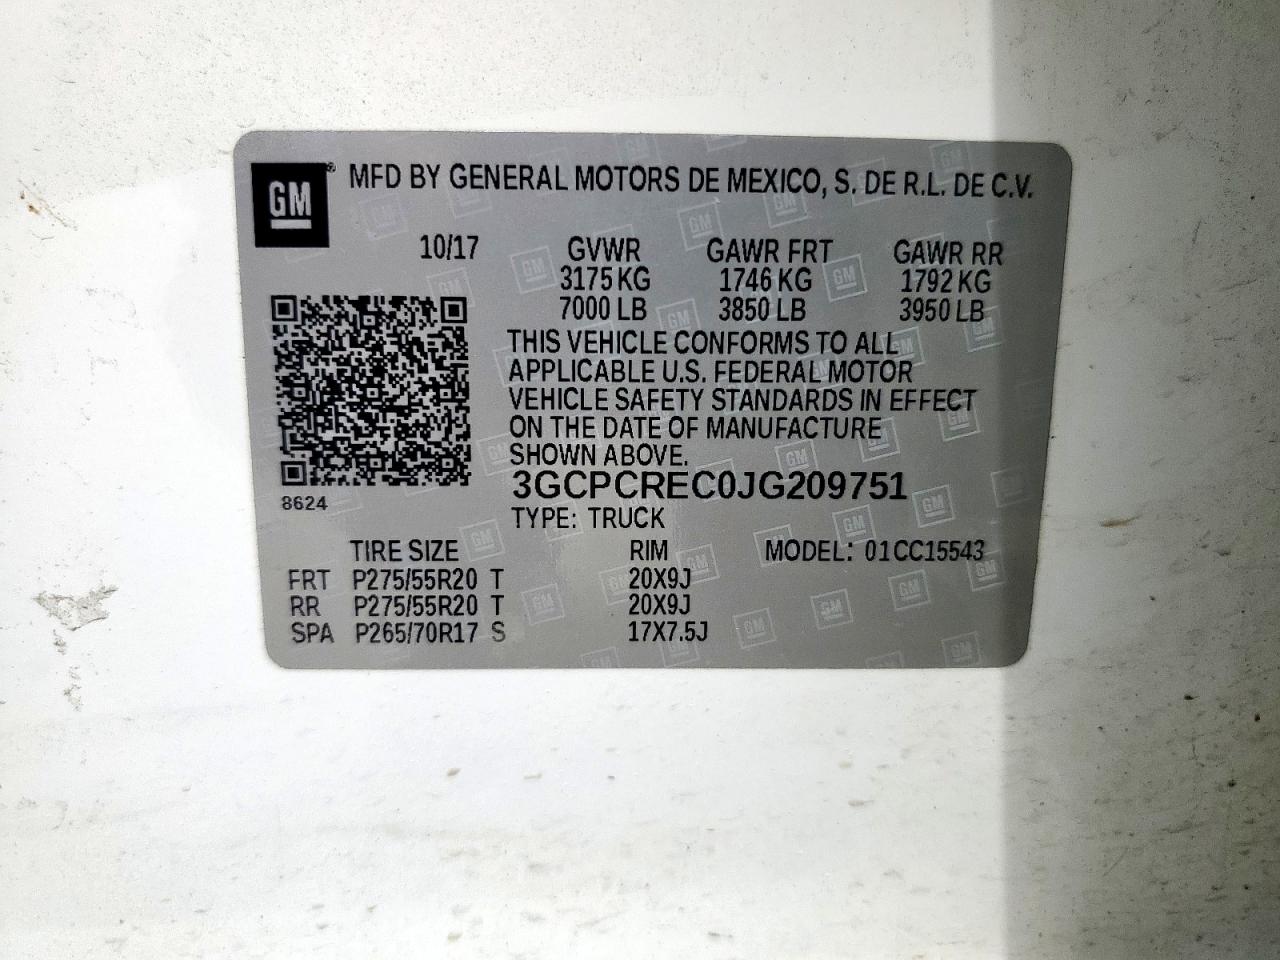 GM® MFD BY GENERAL MOTORS DE MEXICO, S. DE R.L. DE C.V.
10/17 GVWR GAWR FRT GAWR RR
3175 KG 1746 KG 1792 KG
7000 LB 3850 LB 3950 LB
THIS VEHICLE CONFORMS TO ALL
APPLICABLE U.S. FEDERAL MOTOR
VEHICLE SAFETY STANDARDS IN EFFECT
ON THE DATE OF MANUFACTURE
SHOWN ABOVE.
3GCPCREC0JG209751
8624
TYPE: TRUCK
TIRE SIZE RIM MODEL: 01CC15543
FRT P275/55R20 T 20X9J
RR P275/55R20 T 20X9J
SPA P265/70R17 S 17X7.5J